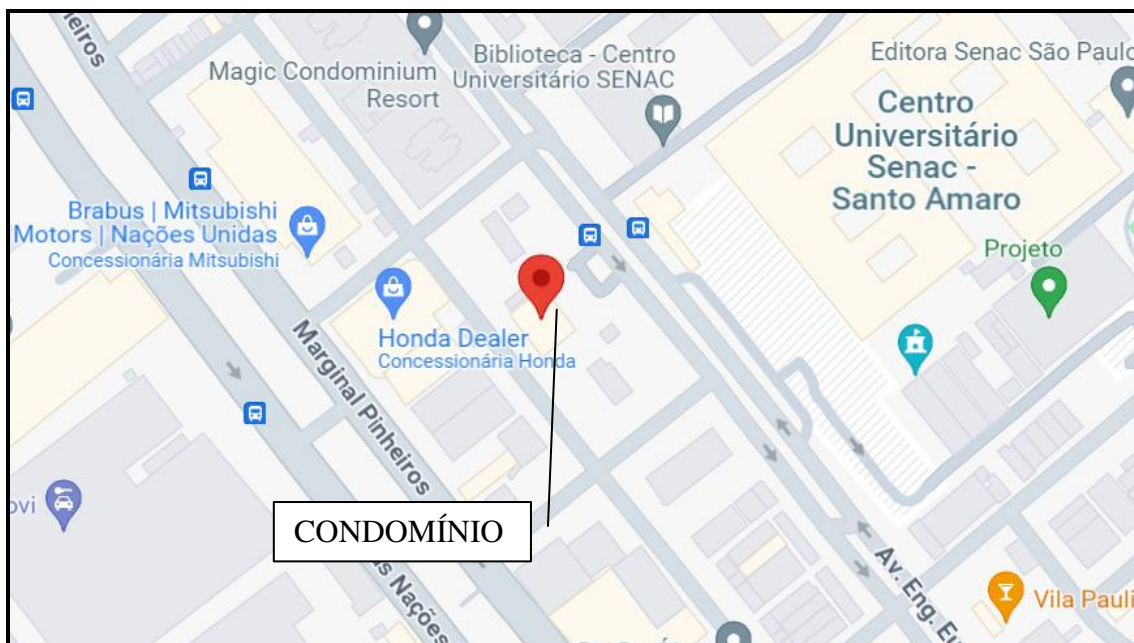 eiros
Magic Condominium
Resort
Biblioteca - Centro
Universitário SENAC
Editora Senac São Paulo
Centro
Universitário
Senac -
Santo Amaro
Brabus | Mitsubishi
Motors | Nações Unidas
Concessionária Mitsubishi
Projeto
Honda Dealer
Concessionária Honda
Marginal Pinheiros
ovi
CONDOMÍNIO
as Nações
Av. Eng. Eu
Vila Pauli